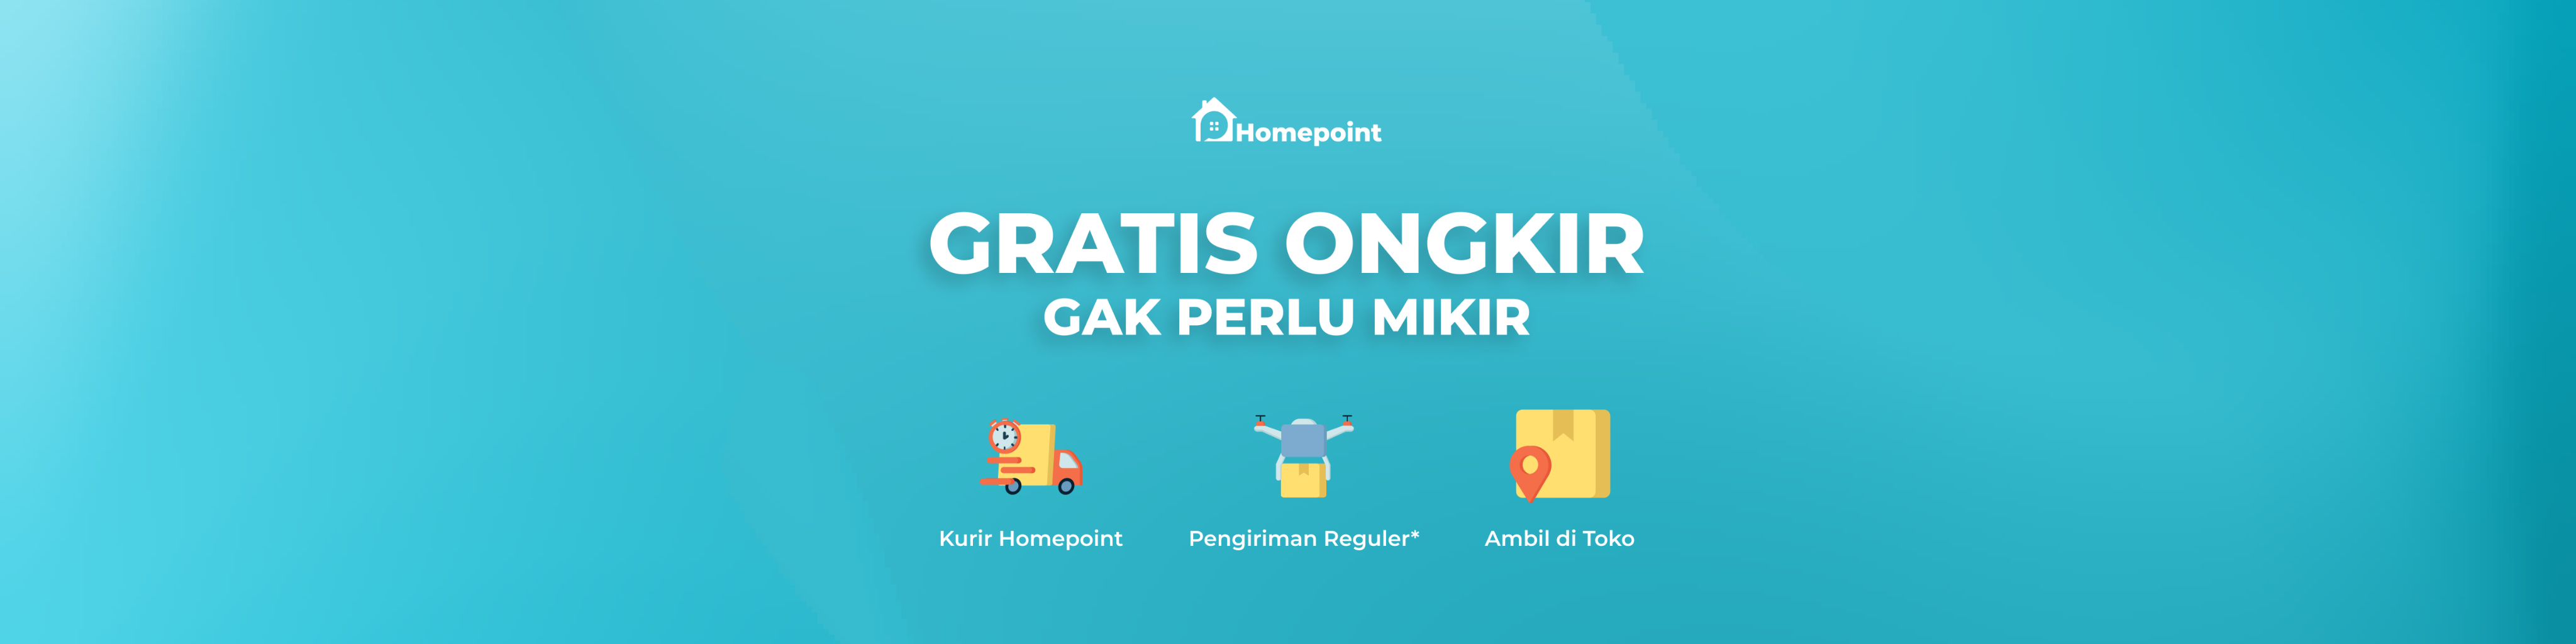 Homepoint
GRATIS ONGKIR
GAK PERLU MIKIR
Kurir Homepoint
Pengiriman Reguler*
Ambil di Toko